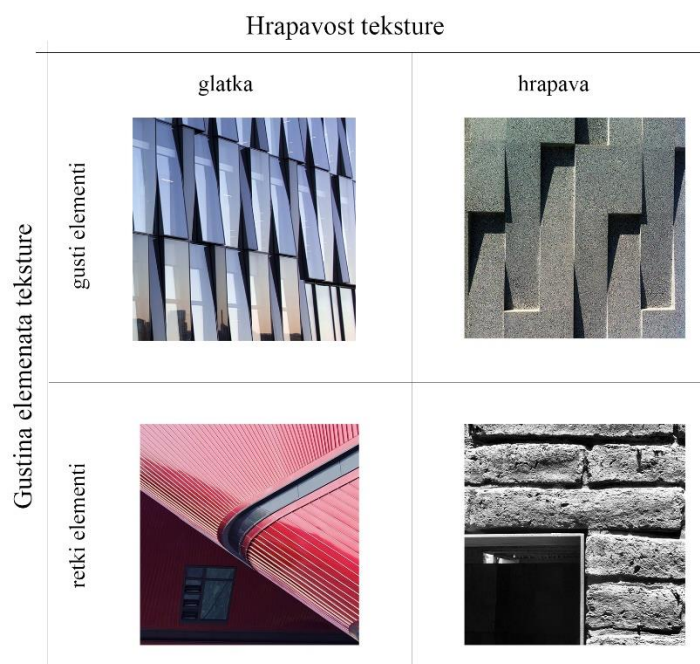 Hrapavost teksture
glatka
hrapava
Gustina elemenata teksture
gusti elementi
retki elementi